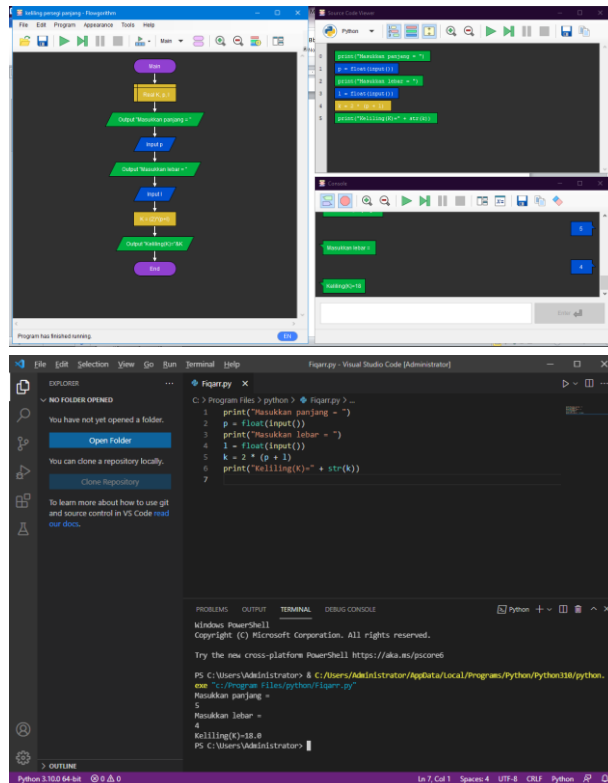 keliling persegi panjang - Flowgorithm
File Edit Program Appearance Tools Help
Main
Main
Real K, p, l
Output "Masukkan panjang = "
Input p
Output "Masukkan lebar = "
Input l
Output "Keliling(K)="&K
End
Program has finished running
EN
Source Code Viewer
Python
0 print("Masukkan panjang = ")
1 p = float(input())
2 print("Masukkan lebar = ")
3 l = float(input())
4 k = 2 * (p + l)
5 print("Keliling(K)=" + str(k))
Console
5
Masukkan lebar =
4
Keliling(K)=18
Enter
File Edit Selection View Go Run Terminal Help
Fiqarr.py - Visual Studio Code [Administrator]
EXPLORER
NO FOLDER OPENED
You have not yet opened a folder.
Open Folder
You can clone a repository locally.
Clone Repository
To learn more about how to use git
and source control in VS Code read
our docs.
OUTLINE
Fiqarr.py
C: > Program Files > python > Fiqarr.py > ...
1 print("Masukkan panjang = ")
2 p = float(input())
3 print("Masukkan lebar = ")
4 l = float(input())
5 k = 2 * (p + l)
6 print("Keliling(K)=" + str(k))
7
PROBLEMS OUTPUT TERMINAL DEBUG CONSOLE
Python
Windows PowerShell
Copyright (C) Microsoft Corporation. All rights reserved.
Try the new cross-platform PowerShell https://aka.ms/pscore6
PS C:\Users\Administrator> & C:/Users/Administrator/AppData/Local/Programs/Python/Python310/python.
exe "c:/Program Files/python/Fiqarr.py"
Masukkan panjang =
5
Masukkan lebar =
4
Keliling(K)=18.0
PS C:\Users\Administrator>
Python 3.10.0 64-bit 0 0
Ln 7, Col 1 Spaces: 4 UTF-8 CRLF Python